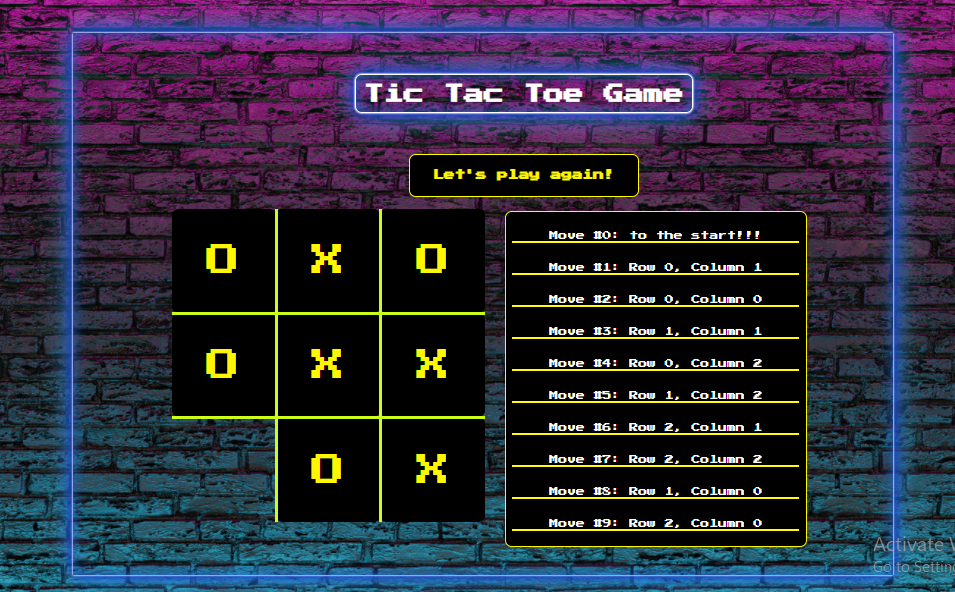 Tic Tac Toe Game
Let's play again!
O X O
O X X
O X
Move #0: to the start!!!
Move #1: Row 0, Column 1
Move #2: Row 0, Column 0
Move #3: Row 1, Column 1
Move #4: Row 0, Column 2
Move #5: Row 1, Column 2
Move #6: Row 2, Column 1
Move #7: Row 2, Column 2
Move #8: Row 1, Column 0
Move #9: Row 2, Column 0
Activate
Go to Setting